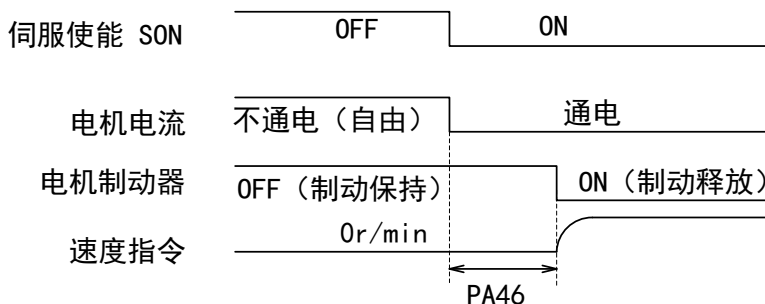 伺服使能 SON OFF ON
电机电流 不通电（自由） 通电
电机制动器 OFF（制动保持） ON（制动释放）
速度指令 0r/min
PA46